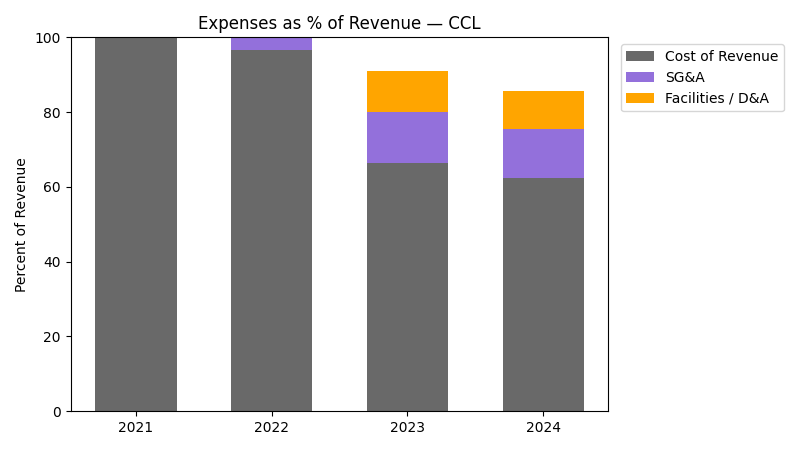 Expenses as % of Revenue — CCL
Percent of Revenue
100
80
60
40
20
0
2021
2022
2023
2024
Cost of Revenue
SG&A
Facilities / D&A